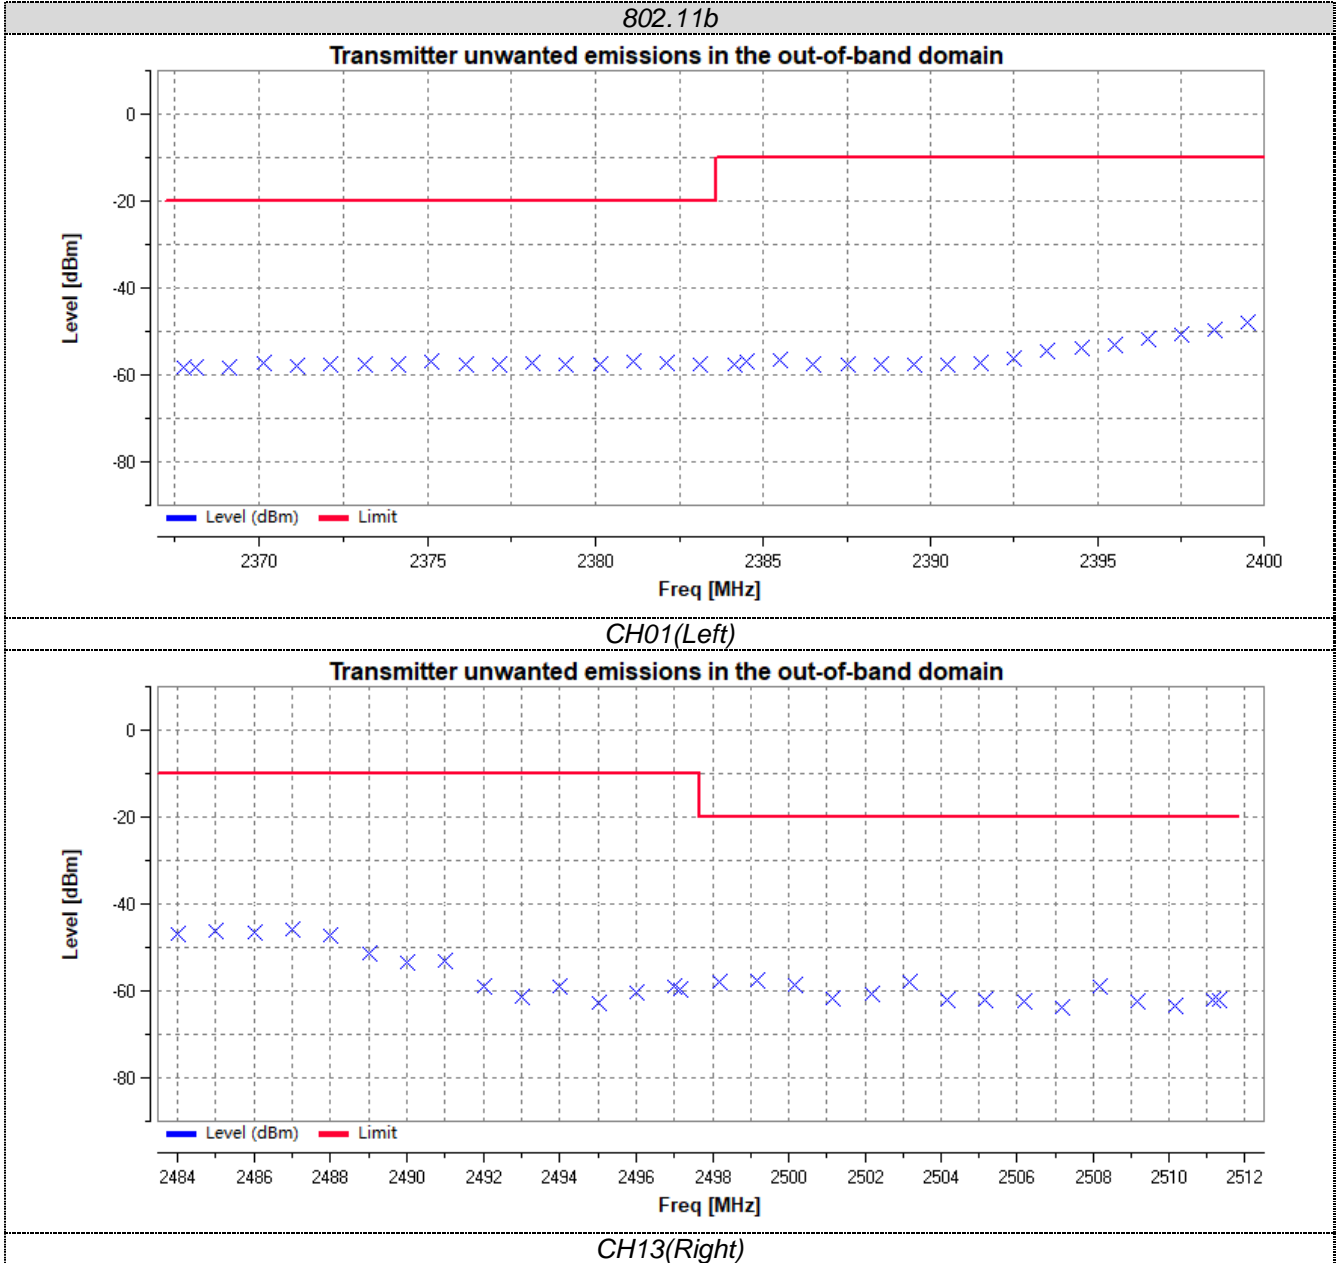 802.11b
Transmitter unwanted emissions in the out-of-band domain
Level [dBm]
0
-20
-40
-60
-80
Level (dBm) Limit
2370 2375 2380 2385 2390 2395 2400
Freq [MHz]
CH01(Left)
Transmitter unwanted emissions in the out-of-band domain
Level [dBm]
0
-20
-40
-60
-80
Level (dBm) Limit
2484 2486 2488 2490 2492 2494 2496 2498 2500 2502 2504 2506 2508 2510 2512
Freq [MHz]
CH13(Right)